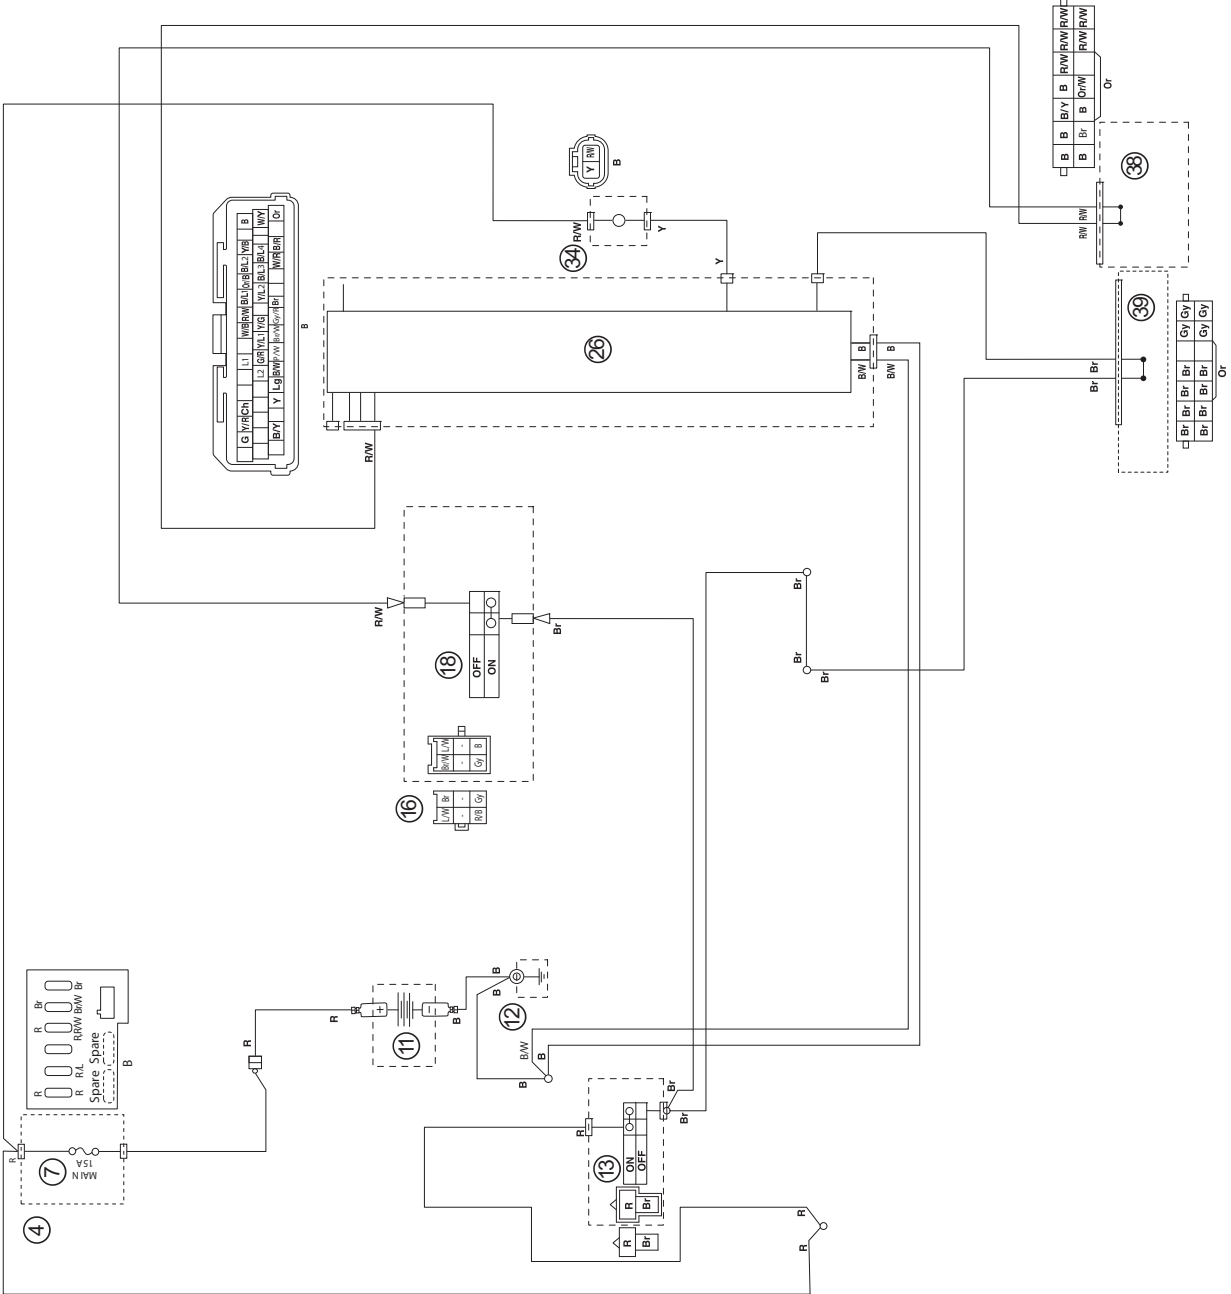 R/W R/W R/W B B/Y B B
R/W R/W Or/W B Br B
Or
38
R/W R/W
Y R/W
B
R/W
34
Y
Y
B Y/B B/L2 Or/B B/L1 R/W W/B L1 Ch Y/R G
W/Y B/L4 B/L3 Y/L2 Y/G Y/L1 G/R L2
Or B/R W/R Br Gy/R Br/W P/W B/W Lg Y B/Y
B
26
B
B/W
B
B/W
R/W
39
Br
Br
Gy Gy Br Br Br Br
Gy Gy Br Br Br Br
Or
R/W
18
OFF
ON
Br
Br/W L/W
- -
Gy B
16
L/W Br
- -
R/B Gy
Br
Br
Br
R R Br
R R/L R,R/W Br/W Br
Spare Spare
B
R
7
MAIN
15A
4
R
R
+
-
11
B
B
B
12
B/W
B
B
R
13
ON
OFF
Br
Br
R
Br
R
Br
R
R